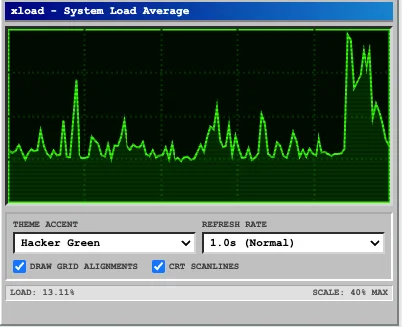 xload - System Load Average
THEME ACCENT REFRESH RATE
Hacker Green 1.0s (Normal)
DRAW GRID ALIGNMENTS CRT SCANLINES
LOAD: 13.11% SCALE: 40% MAX